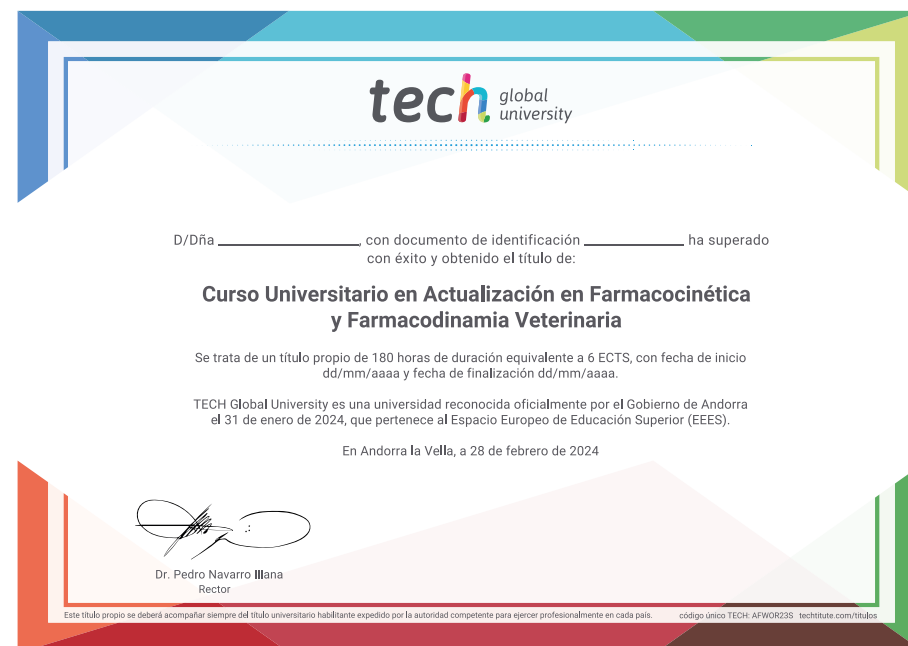 tech global university
D/Dña ____________________, con documento de identificación ______________ ha superado
con éxito y obtenido el título de:
Curso Universitario en Actualización en Farmacocinética
y Farmacodinamia Veterinaria
Se trata de un título propio de 180 horas de duración equivalente a 6 ECTS, con fecha de inicio
dd/mm/aaaa y fecha de finalización dd/mm/aaaa.
TECH Global University es una universidad reconocida oficialmente por el Gobierno de Andorra
el 31 de enero de 2024, que pertenece al Espacio Europeo de Educación Superior (EEES).
En Andorra la Vella, a 28 de febrero de 2024
Dr. Pedro Navarro Illana
Rector
Este título propio se deberá acompañar siempre del título universitario habilitante expedido por la autoridad competente para ejercer profesionalmente en cada país. código único TECH: AFWOR23S techtitute.com/titulos